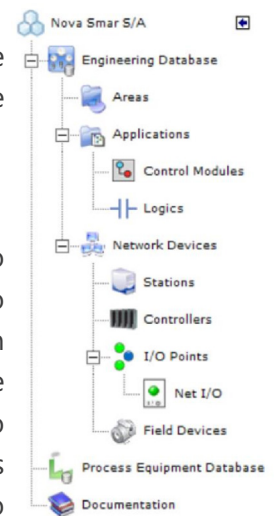 Nova Smar S/A
Engineering Database
Areas
Applications
Control Modules
Logics
Network Devices
Stations
Controllers
I/O Points
Net I/O
Field Devices
Process Equipment Database
Documentation